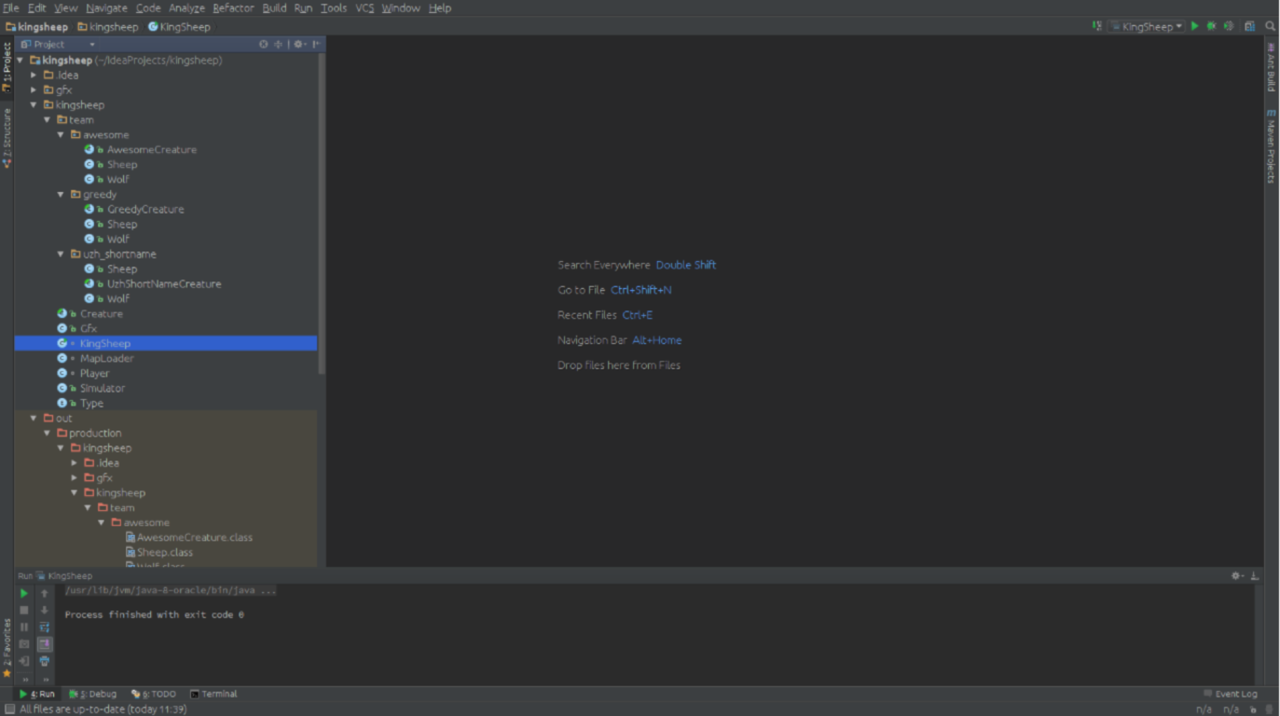 File Edit View Navigate Code Analyze Refactor Build Run Tools VCS Window Help
kingsheep kingsheep KingSheep
KingSheep
Project
1: Project
Z: Structure
2: Favorites
Ant Build
Maven Projects
kingsheep (~/IdeaProjects/kingsheep)
.idea
gfx
kingsheep
team
awesome
AwesomeCreature
Sheep
Wolf
greedy
GreedyCreature
Sheep
Wolf
uzh_shortname
Sheep
UzhShortNameCreature
Wolf
Creature
Gfx
KingSheep
MapLoader
Player
Simulator
Type
out
production
kingsheep
.idea
gfx
kingsheep
team
awesome
AwesomeCreature.class
Sheep.class
Wolf.class
Search Everywhere Double Shift
Go to File Ctrl+Shift+N
Recent Files Ctrl+E
Navigation Bar Alt+Home
Drop files here from Files
Run KingSheep
/usr/lib/jvm/java-8-oracle/bin/java ...
Process finished with exit code 0
4: Run 5: Debug 6: TODO Terminal
Event Log
All files are up-to-date (today 11:39)
n/a n/a